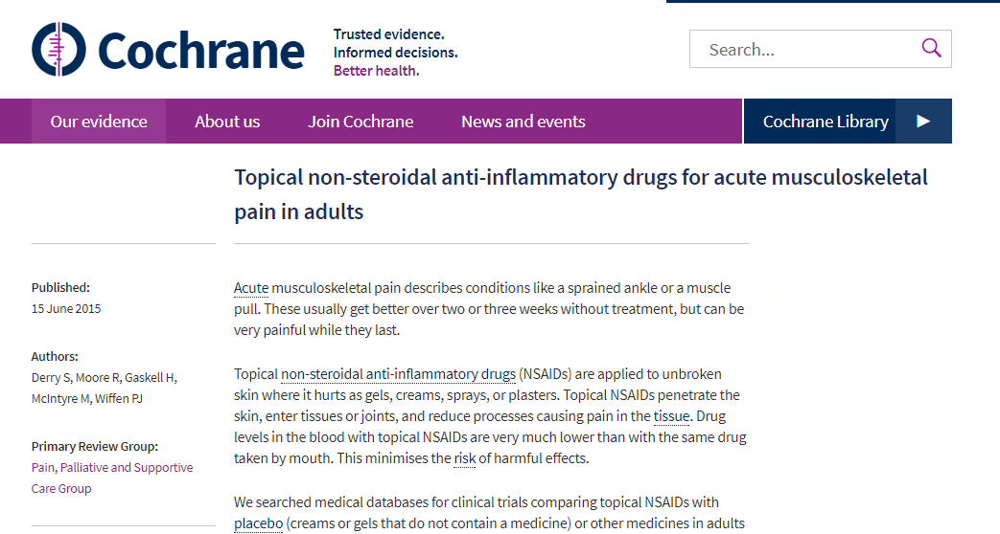 Cochrane
Trusted evidence.
Informed decisions.
Better health.
Search...
Our evidence
About us
Join Cochrane
News and events
Cochrane Library
Topical non-steroidal anti-inflammatory drugs for acute musculoskeletal
pain in adults
Published:
15 June 2015
Authors:
Derry S, Moore R, Gaskell H,
McIntyre M, Wiffen PJ
Primary Review Group:
Pain, Palliative and Supportive
Care Group
Acute musculoskeletal pain describes conditions like a sprained ankle or a muscle
pull. These usually get better over two or three weeks without treatment, but can be
very painful while they last.
Topical non-steroidal anti-inflammatory drugs (NSAIDs) are applied to unbroken
skin where it hurts as gels, creams, sprays, or plasters. Topical NSAIDs penetrate the
skin, enter tissues or joints, and reduce processes causing pain in the tissue. Drug
levels in the blood with topical NSAIDs are very much lower than with the same drug
taken by mouth. This minimises the risk of harmful effects.
We searched medical databases for clinical trials comparing topical NSAIDs with
placebo (creams or gels that do not contain a medicine) or other medicines in adults